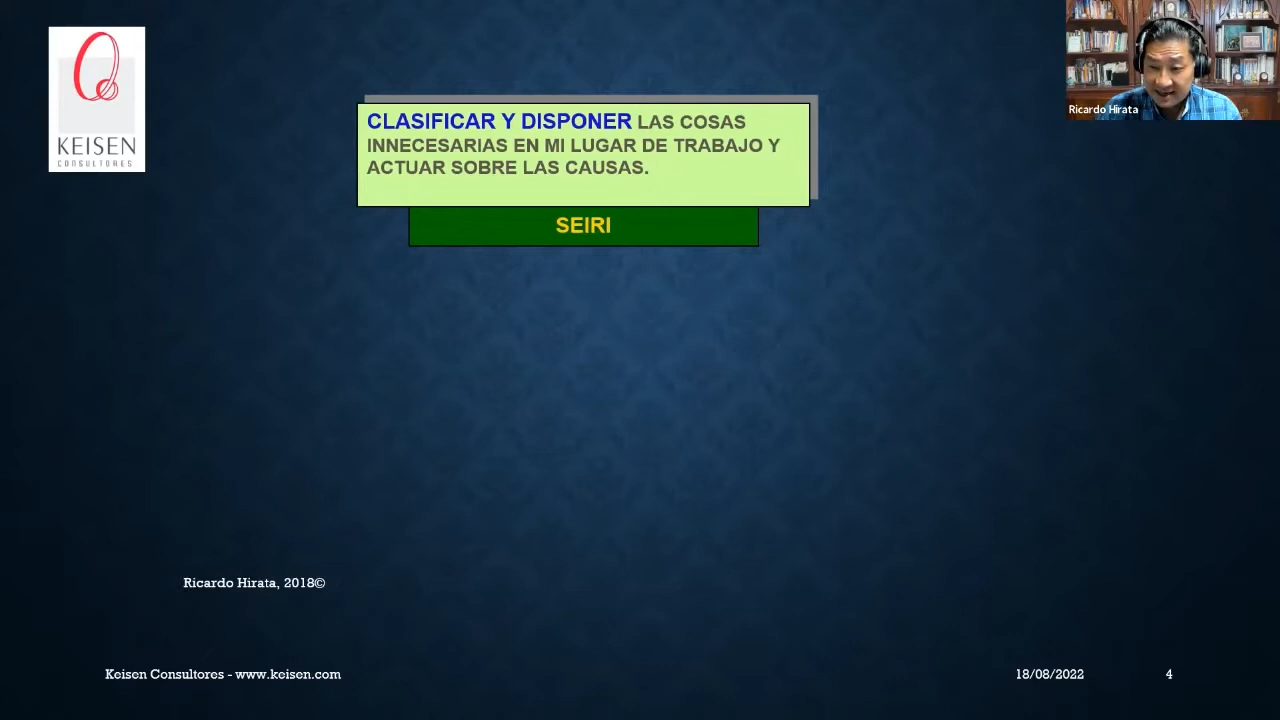 KEISEN
CONSULTORES
Ricardo Hirata
CLASIFICAR Y DISPONER LAS COSAS
INNECESARIAS EN MI LUGAR DE TRABAJO Y
ACTUAR SOBRE LAS CAUSAS.
SEIRI
Ricardo Hirata, 2018©
Keisen Consultores - www.keisen.com
18/08/2022
4